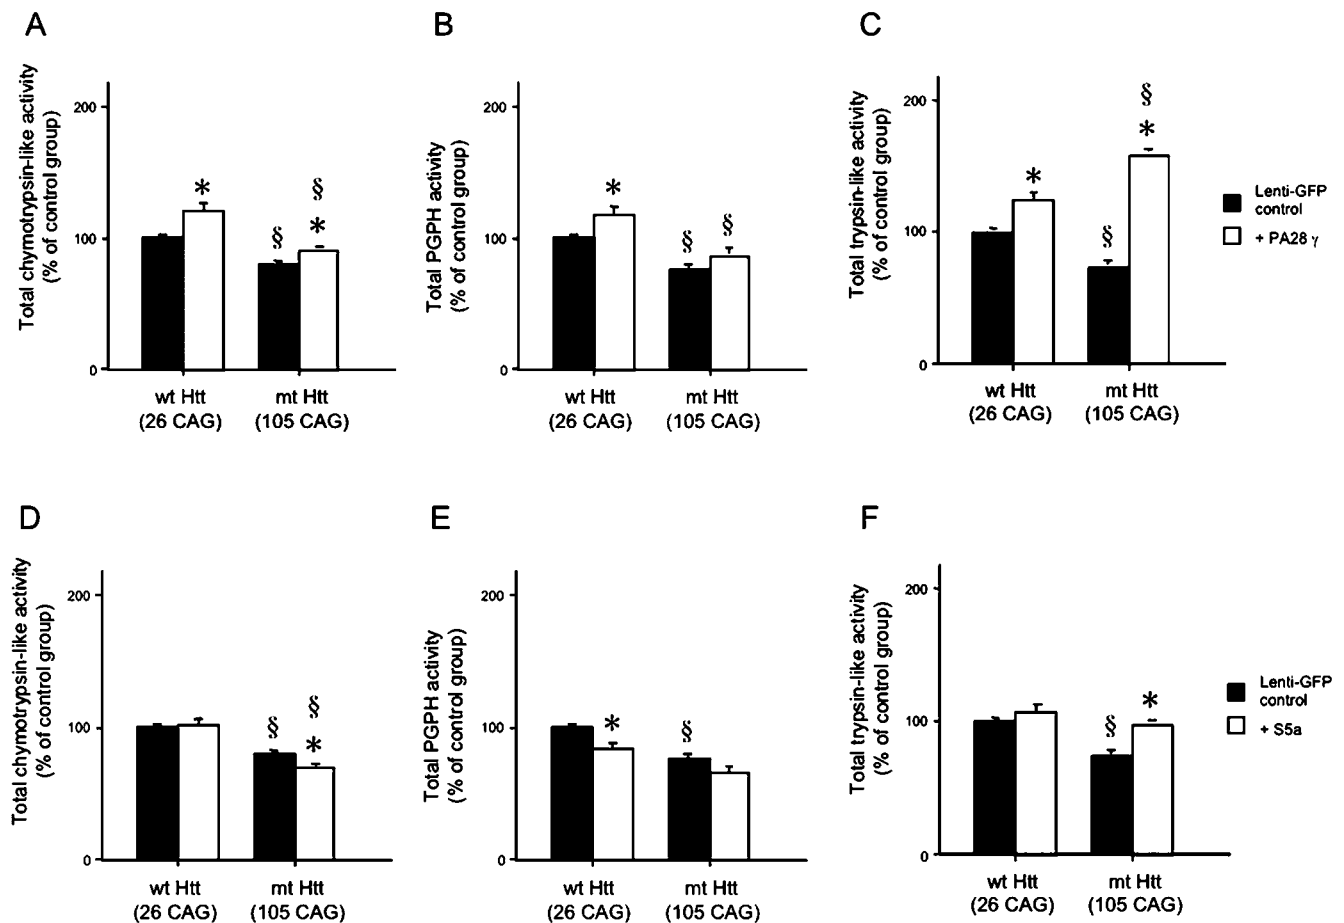 A
Total chymotrypsin-like activity
(% of control group)
200
100
0
*
§
§
*
wt Htt
(26 CAG)
mt Htt
(105 CAG)
B
Total PGPH activity
(% of control group)
200
100
0
*
§
§
wt Htt
(26 CAG)
mt Htt
(105 CAG)
C
Total trypsin-like activity
(% of control group)
200
100
0
*
§
§
*
wt Htt
(26 CAG)
mt Htt
(105 CAG)
Lenti-GFP
control
+ PA28 γ
D
Total chymotrypsin-like activity
(% of control group)
200
100
0
§
§
*
wt Htt
(26 CAG)
mt Htt
(105 CAG)
E
Total PGPH activity
(% of control group)
200
100
0
*
§
wt Htt
(26 CAG)
mt Htt
(105 CAG)
F
Total trypsin-like activity
(% of control group)
200
100
0
§
*
wt Htt
(26 CAG)
mt Htt
(105 CAG)
Lenti-GFP
control
+ S5a